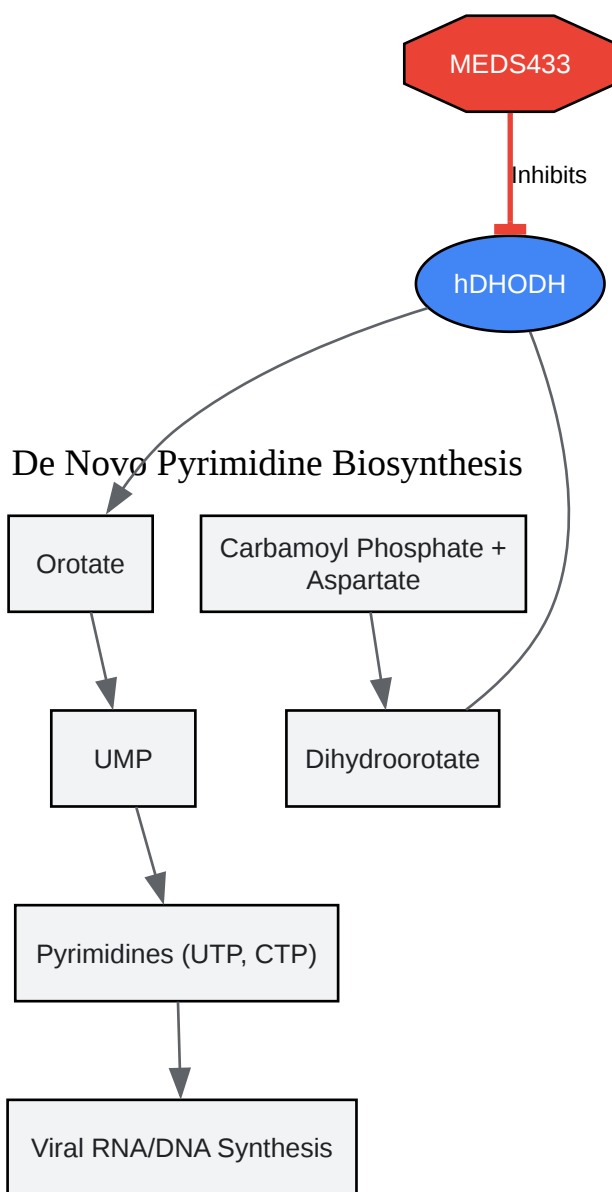 MEDS433
Inhibits
hDHODH
De Novo Pyrimidine Biosynthesis
Orotate
Carbamoyl Phosphate +
Aspartate
UMP
Dihydroorotate
Pyrimidines (UTP, CTP)
Viral RNA/DNA Synthesis